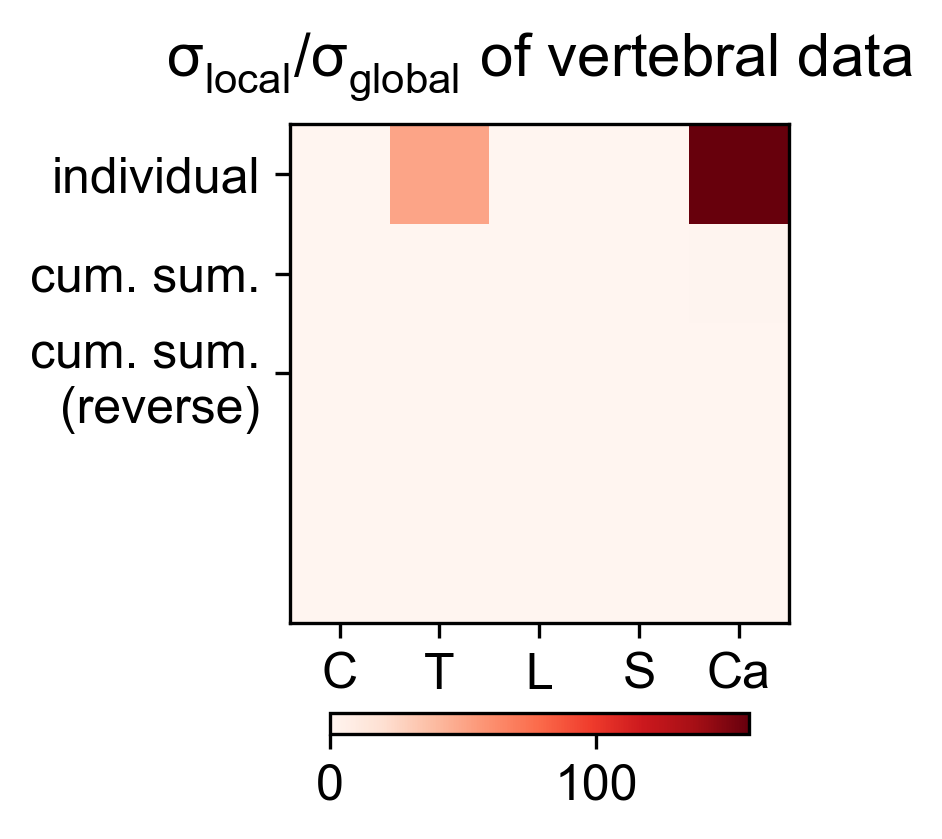 σlocal/σglobal of vertebral data
individual
cum. sum.
cum. sum.
(reverse)
C T L S Ca
0 100